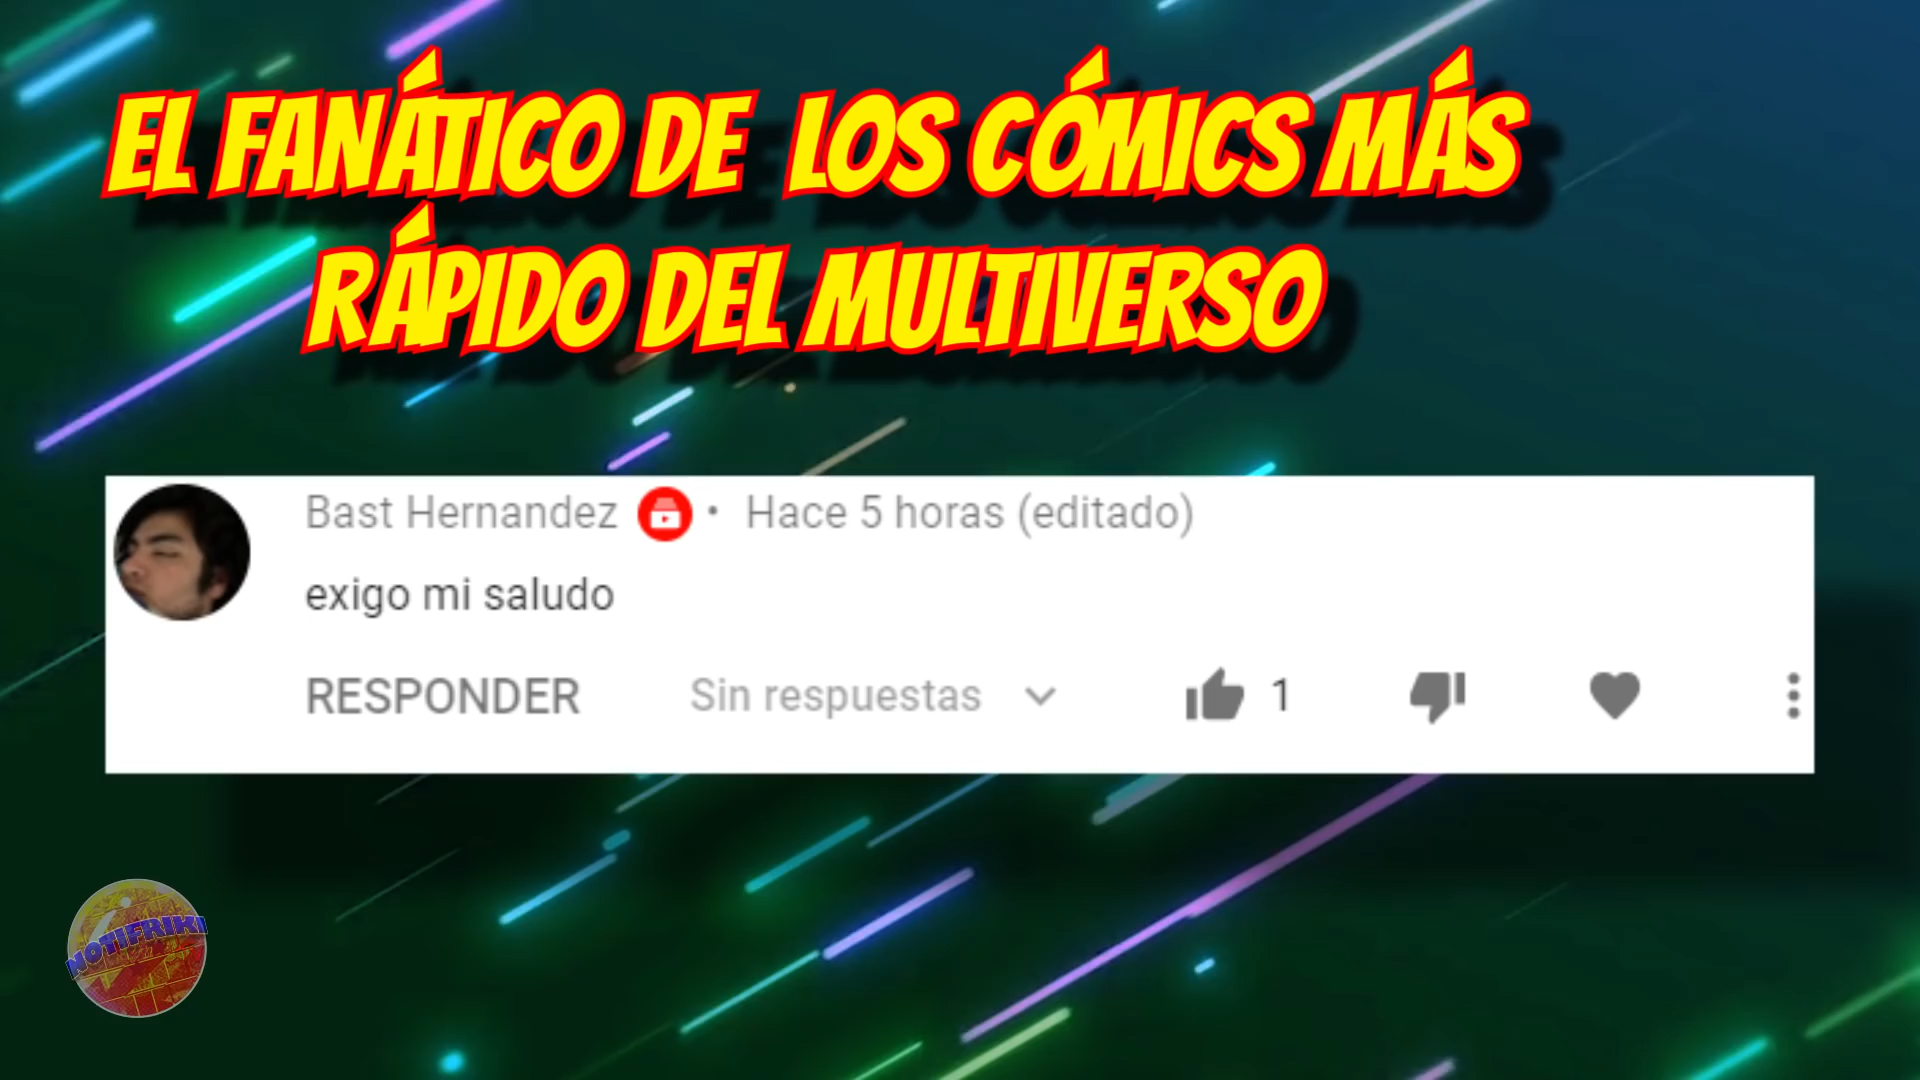 EL FANÁTICO DE LOS CÓMICS MÁS
RÁPIDO DEL MULTIVERSO
Bast Hernandez • Hace 5 horas (editado)
exigo mi saludo
RESPONDER Sin respuestas 1
NOTIFRIKI